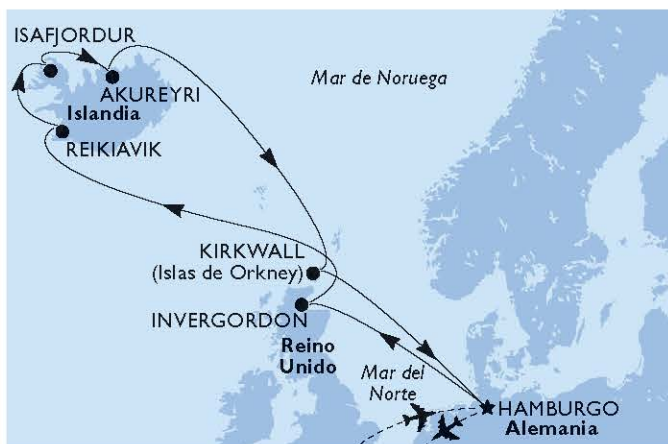 ISAFJORDUR
Mar de Noruega
AKUREYRI
Islandia
REIKIAVIK
KIRKWALL
(Islas de Orkney)
INVERGORDON
Reino
Unido
Mar del
Norte
HAMBURGO
Alemania